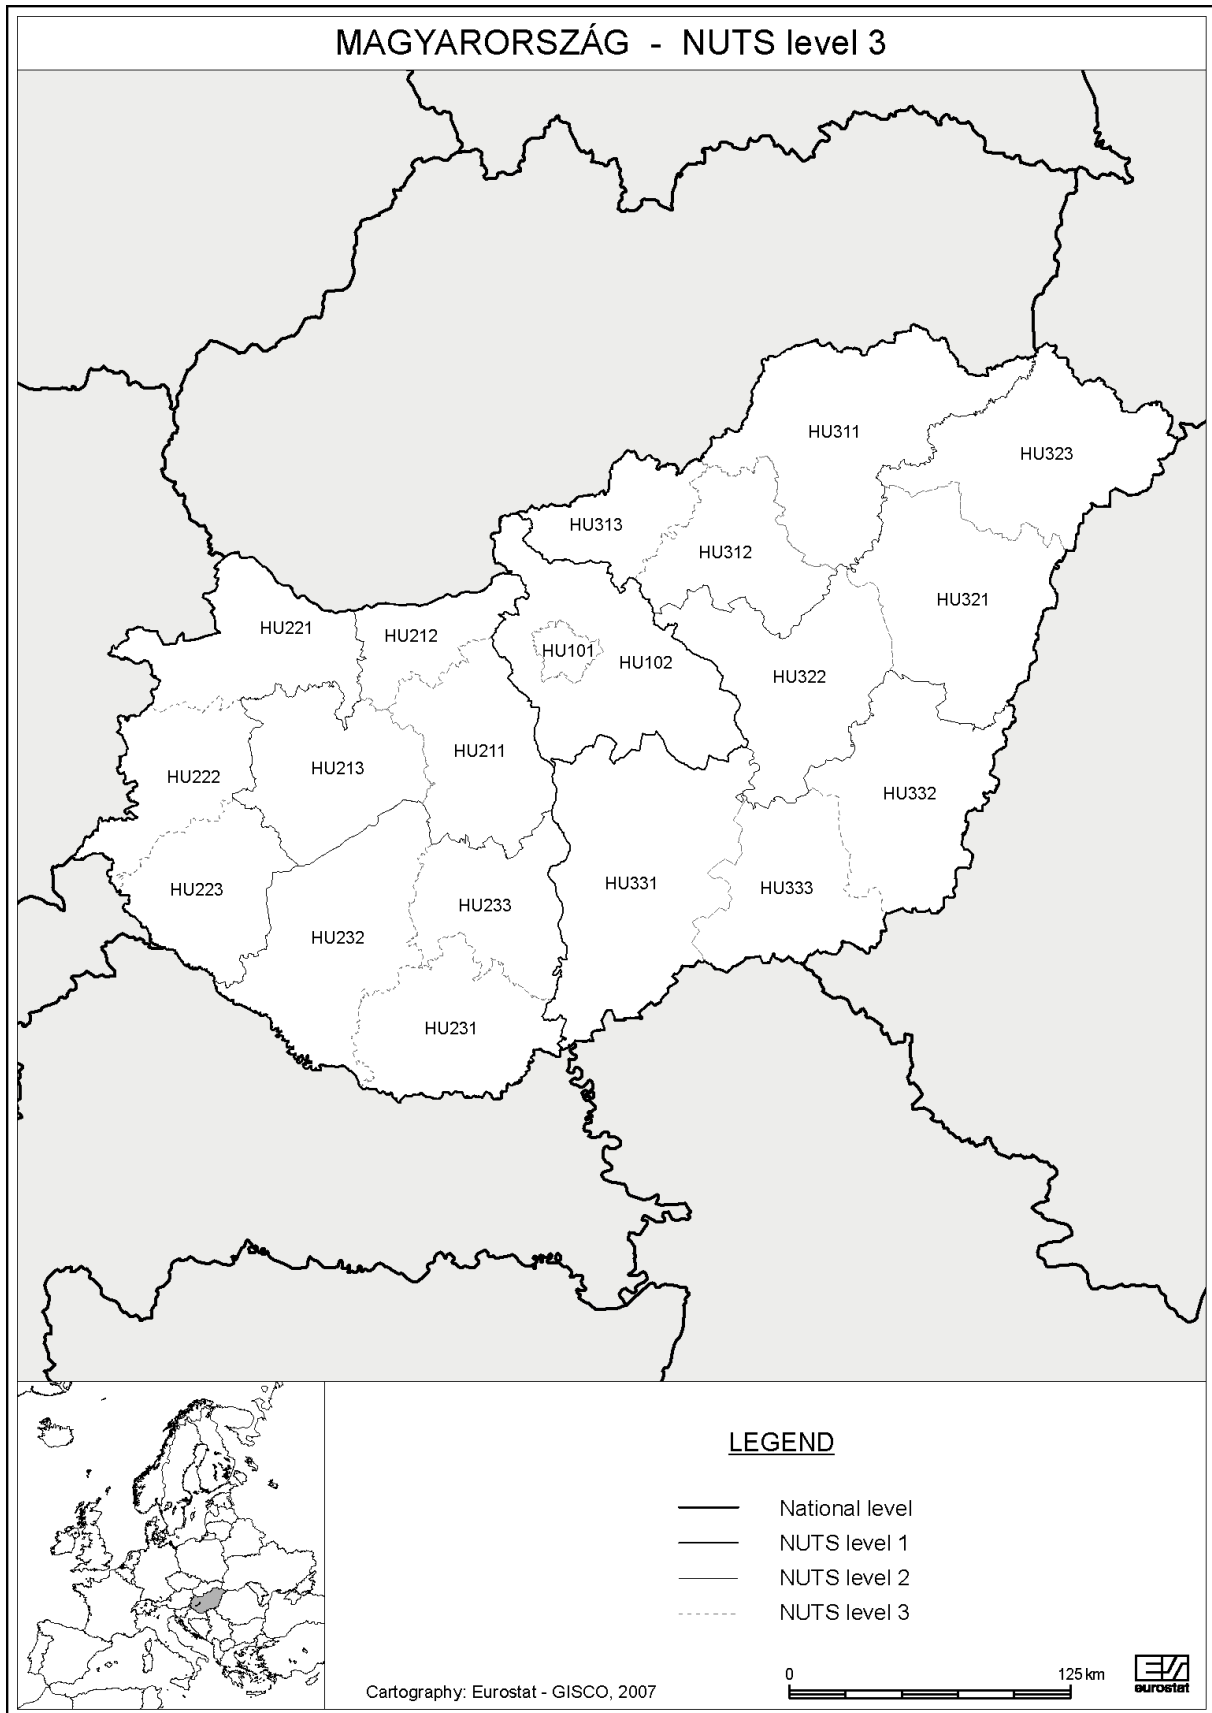 MAGYARORSZÁG - NUTS level 3
HU311
HU323
HU313
HU312
HU321
HU221
HU212
HU101
HU102
HU322
HU211
HU213
HU222
HU332
HU331
HU333
HU223
HU233
HU232
HU231
LEGEND
National level
NUTS level 1
NUTS level 2
NUTS level 3
0 125 km
eurostat
Cartography: Eurostat - GISCO, 2007